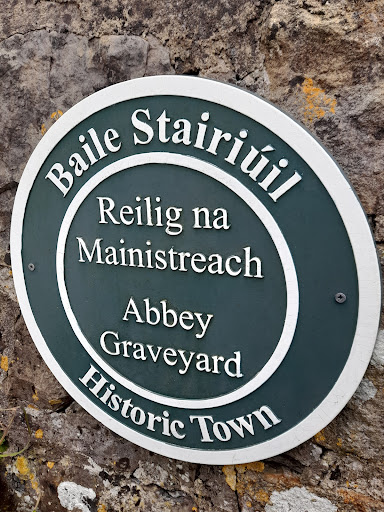 Baile Stairiúil
Reilig na
Mainistreach
Abbey
Graveyard
Historic Town